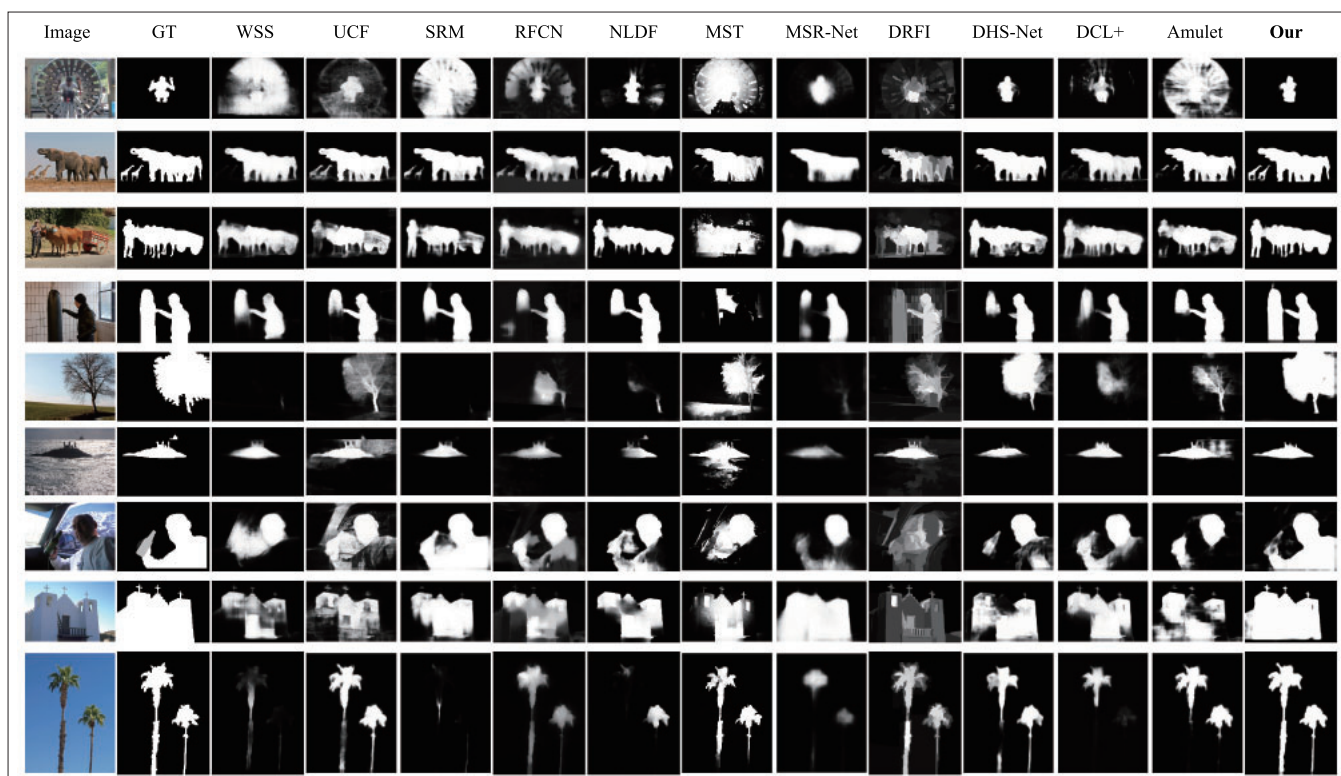 Image GT WSS UCF SRM RFCN NLDF MST MSR-Net DRFI DHS-Net DCL+ Amulet Our